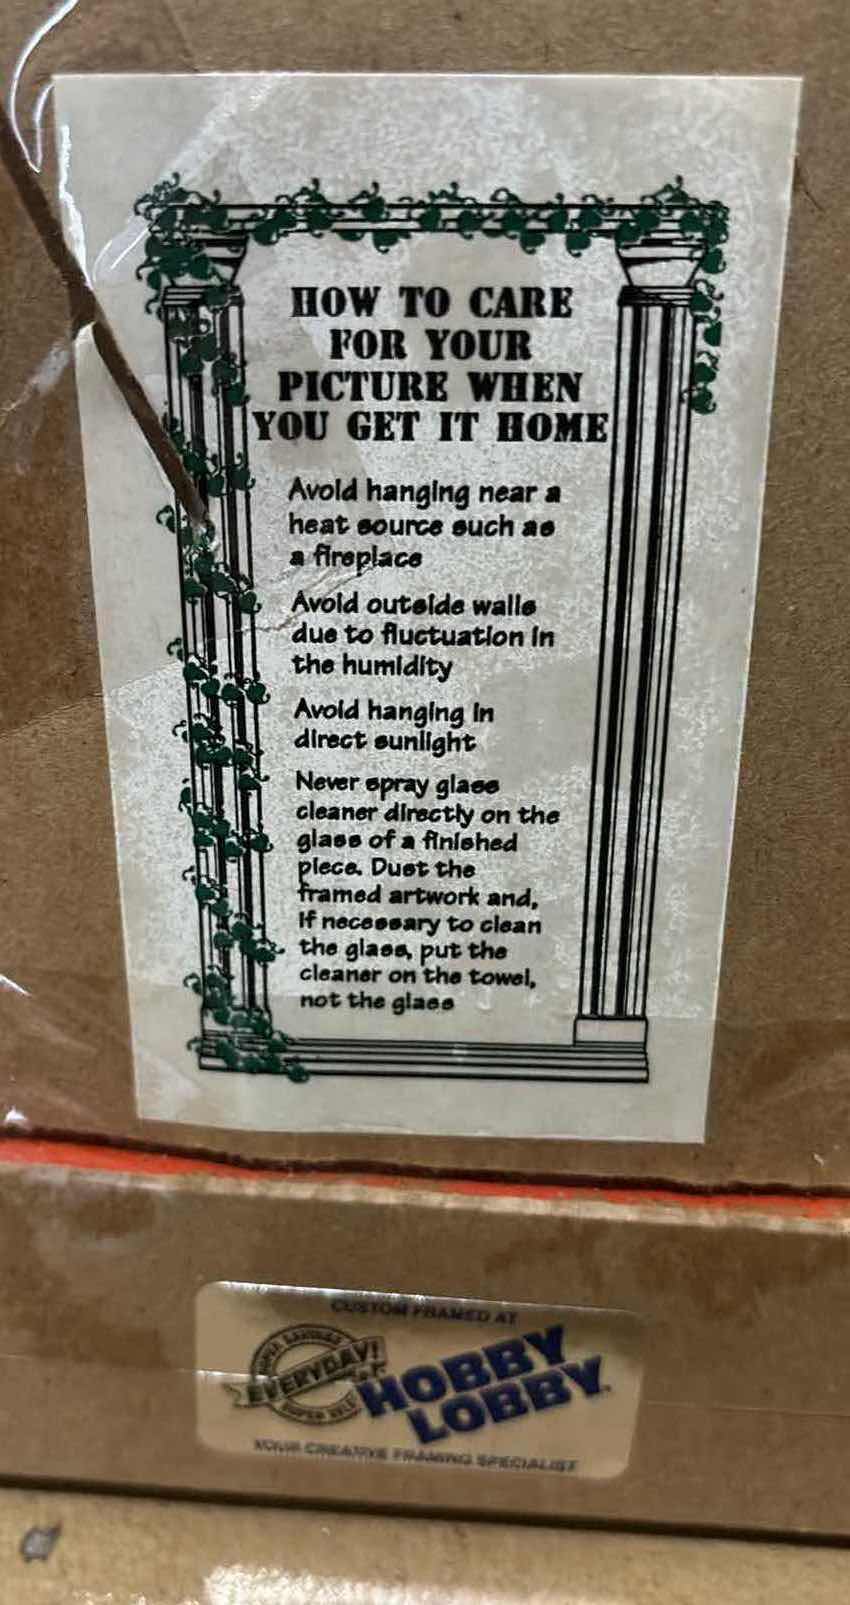 HOW TO CARE
FOR YOUR
PICTURE WHEN
YOU GET IT HOME
Avoid hanging near a
heat source such as
a fireplace
Avoid outside walls
due to fluctuation in
the humidity
Avoid hanging in
direct sunlight
Never spray glass
cleaner directly on the
glass of a finished
piece. Dust the
framed artwork and,
if necessary to clean
the glass, put the
cleaner on the towel,
not the glass
CUSTOM FRAMED AT
SUPER SAVINGS
EVERYDAY!
HOBBY
LOBBY
YOUR CREATIVE FRAMING SPECIALIST